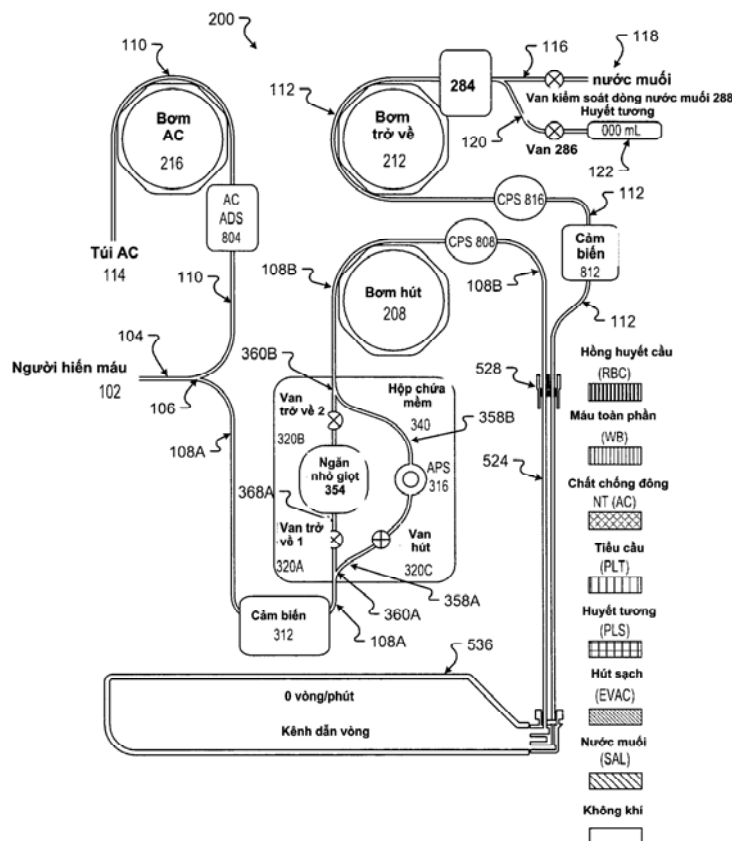 200
110
Bơm
AC
216
AC
ADS
804
Túi AC
114
110
104
Người hiến máu
102
106
108A
112
Bơm
trở về
212
284
116
118
nước muối
Van kiểm soát dòng nước muối 288
Huyết tương
000 mL
120
Van 286
122
CPS 816
112
Cảm
biến
812
112
CPS 808
108B
108B
Bơm hút
208
360B
Hộp chứa
mềm
340
Van
trở về 2
320B
358B
Ngăn
nhỏ giọt
354
APS
316
368A
Van trở
về 1
320A
Van
hút
320C
358A
360A
108A
Cảm biến
312
528
524
536
0 vòng/phút
Kênh dẫn vòng
Hồng huyết cầu
(RBC)
Máu toàn phần
(WB)
Chất chống đông
NT (AC)
Tiểu cầu
(PLT)
Huyết tương
(PLS)
Hút sạch
(EVAC)
Nước muối
(SAL)
Không khí